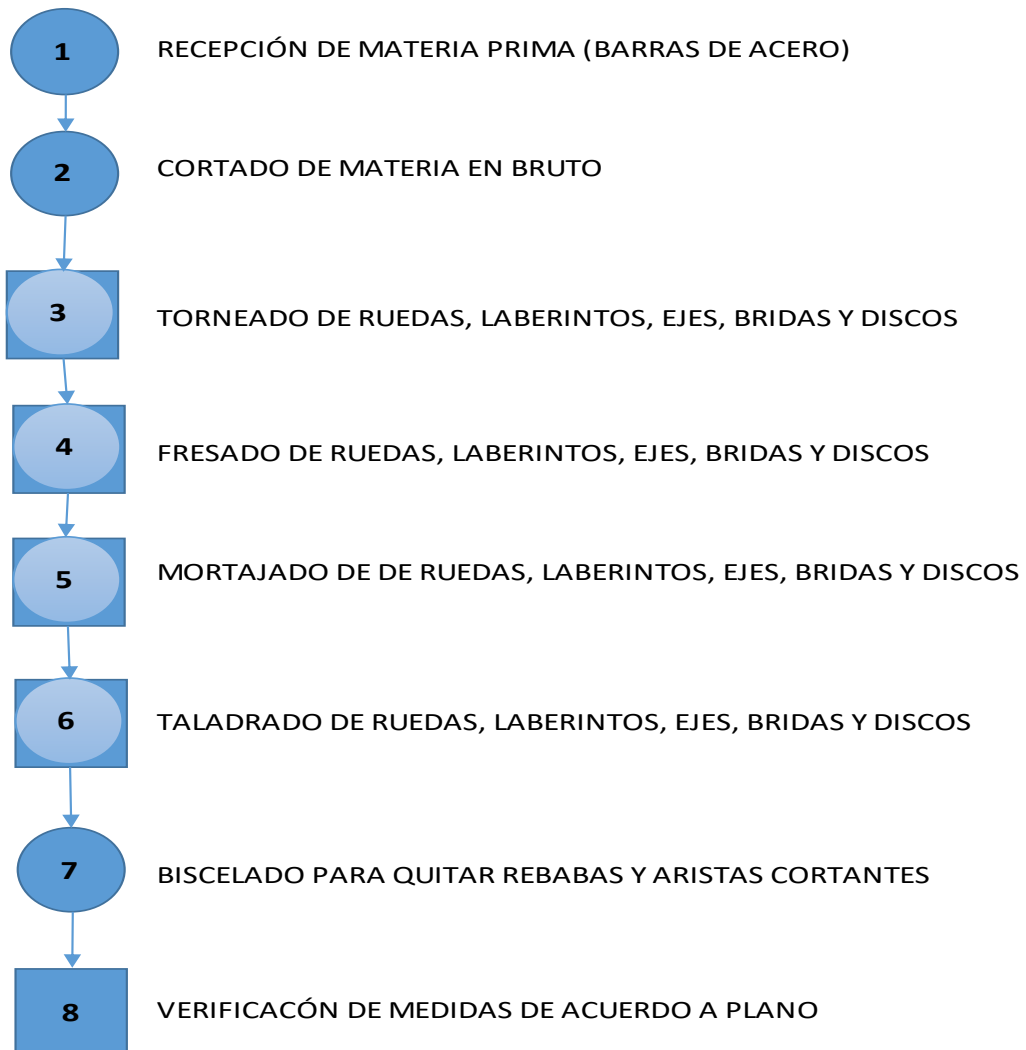 1 RECEPCIÓN DE MATERIA PRIMA (BARRAS DE ACERO)
2 CORTADO DE MATERIA EN BRUTO
3 TORNEADO DE RUEDAS, LABERINTOS, EJES, BRIDAS Y DISCOS
4 FRESADO DE RUEDAS, LABERINTOS, EJES, BRIDAS Y DISCOS
5 MORTAJADO DE DE RUEDAS, LABERINTOS, EJES, BRIDAS Y DISCOS
6 TALADRADO DE RUEDAS, LABERINTOS, EJES, BRIDAS Y DISCOS
7 BISCELADO PARA QUITAR REBABAS Y ARISTAS CORTANTES
8 VERIFICACÓN DE MEDIDAS DE ACUERDO A PLANO